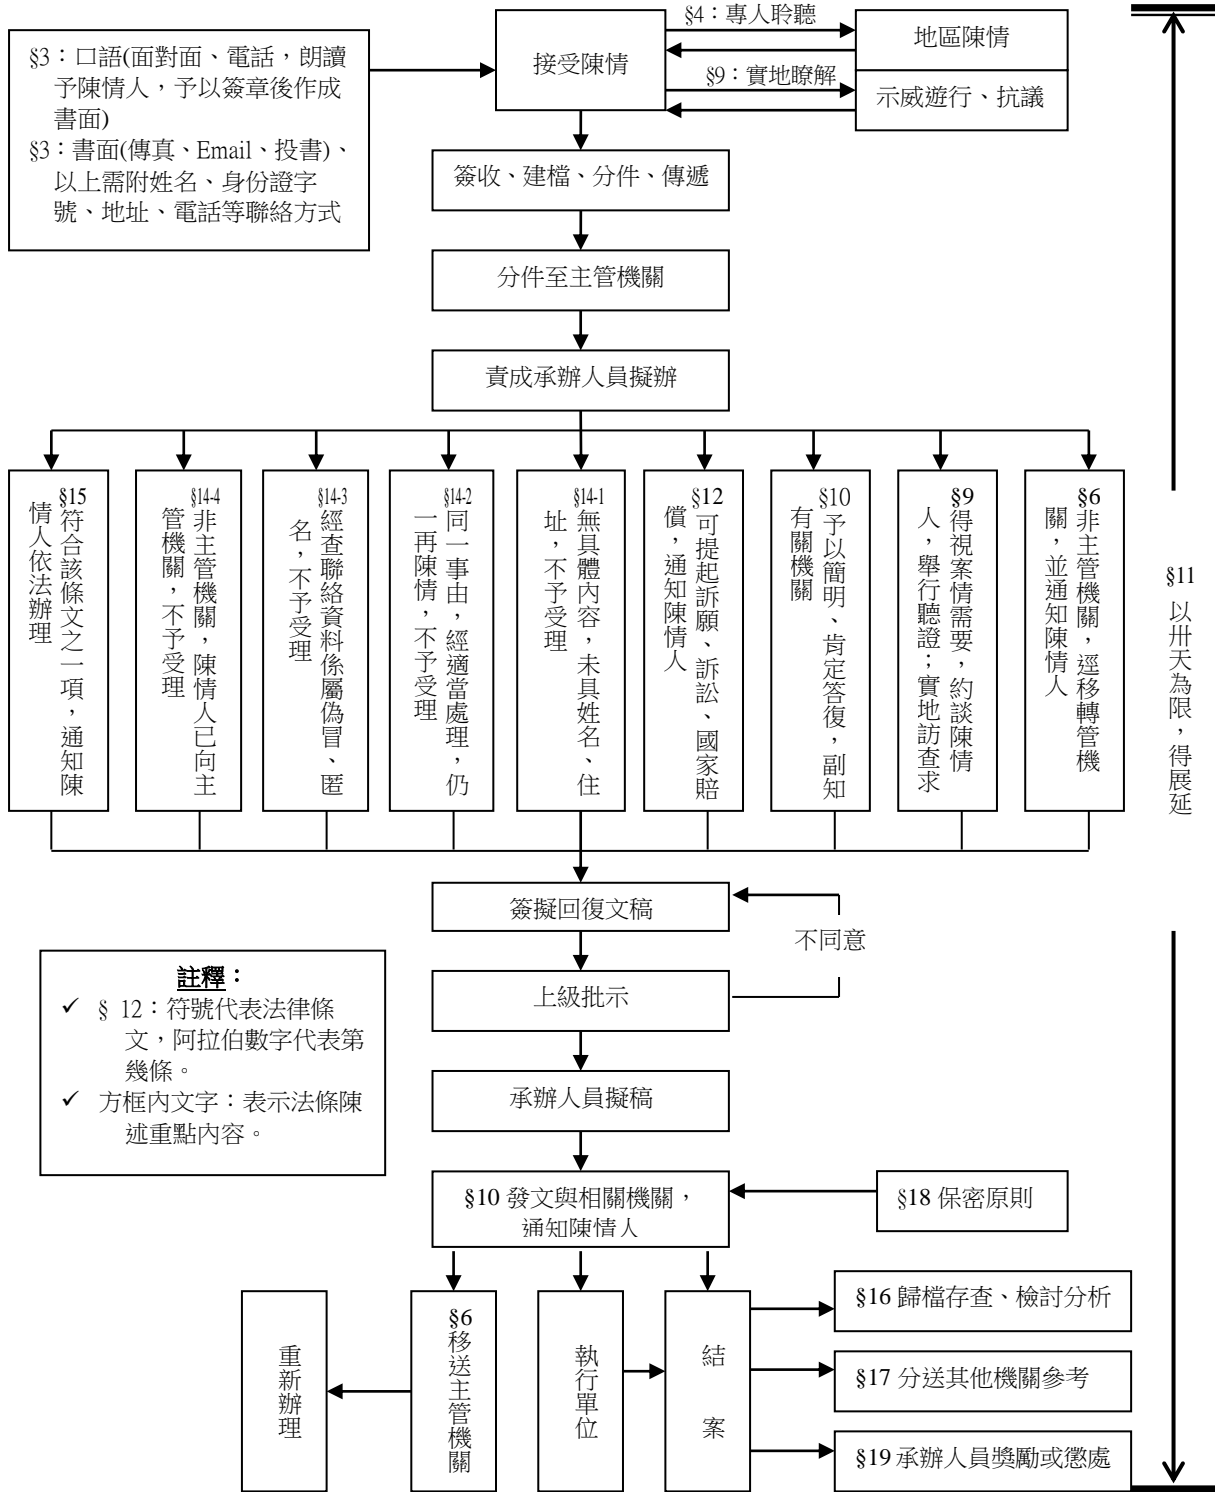 §4：專人聆聽
地區陳情
接受陳情
§9：實地瞭解
示威遊行、抗議
§3：口語(面對面、電話，朗讀
予陳情人，予以簽章後作成
書面)
§3：書面(傳真、Email、投書)、
以上需附姓名、身份證字
號、地址、電話等聯絡方式
簽收、建檔、分件、傳遞
分件至主管機關
責成承辦人員擬辦
§15
符合該條文之一項，通知陳
情人依法辦理
§14-4
非主管機關，陳情人已向主
管機關，不予受理
§14-3
經查聯絡資料係屬偽冒、匿
名，不予受理
§14-2
同一事由，經適當處理，仍
一再陳情，不予受理
§14-1
無具體內容，未具姓名、住
址，不予受理
§12
可提起訴願、訴訟、國家賠
償，通知陳情人
§10
予以簡明、肯定答復，副知
有關機關
§9
得視案情需要，約談陳情
人，舉行聽證；實地訪查求
§6
非主管機關，逕移轉管機
關，並通知陳情人
§11
以卅天為限，得展延
簽擬回復文稿
不同意
上級批示
承辦人員擬稿
註釋：
✓ § 12：符號代表法律條
文，阿拉伯數字代表第
幾條。
✓ 方框內文字：表示法條陳
述重點內容。
§10 發文與相關機關，
通知陳情人
§18 保密原則
重新辦理
§6
移送主管機關
執行單位
結案
§16 歸檔存查、檢討分析
§17 分送其他機關參考
§19 承辦人員獎勵或懲處